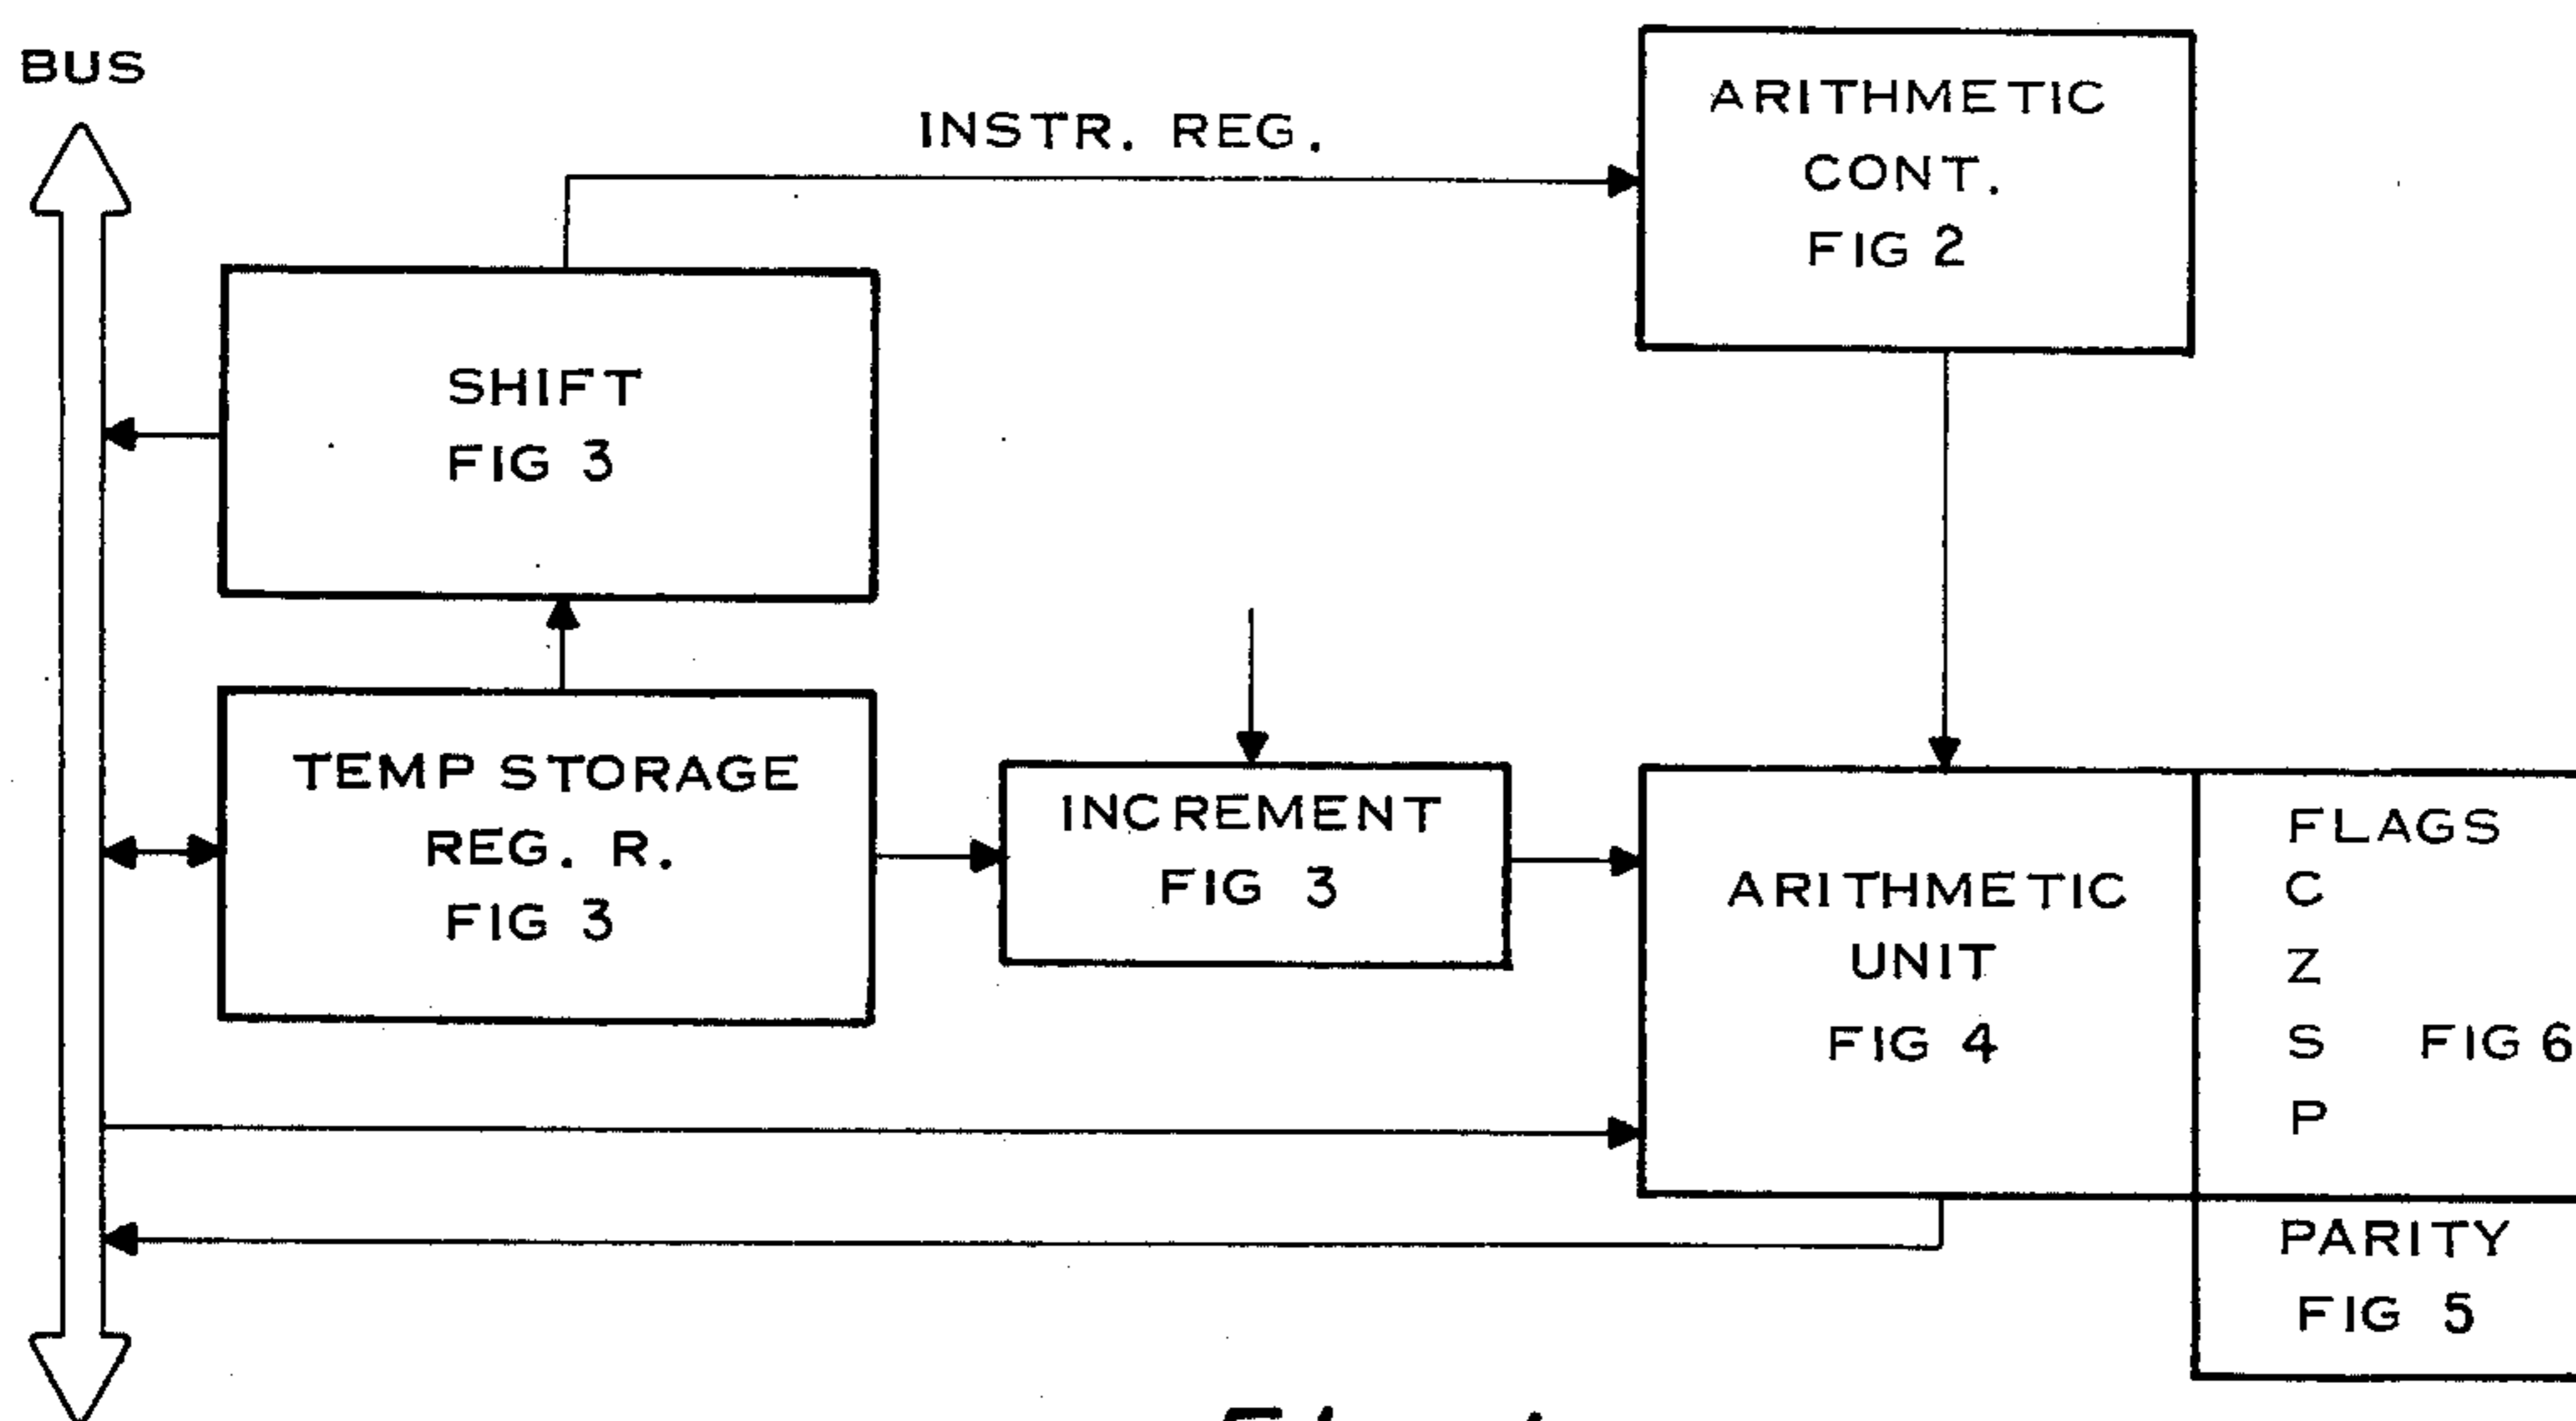 BUS
INSTR. REG.
ARITHMETIC
CONT.
FIG 2
SHIFT
FIG 3
TEMP STORAGE
REG. R.
FIG 3
INCREMENT
FIG 3
ARITHMETIC
UNIT
FIG 4
FLAGS
C
Z
S FIG 6
P
PARITY
FIG 5